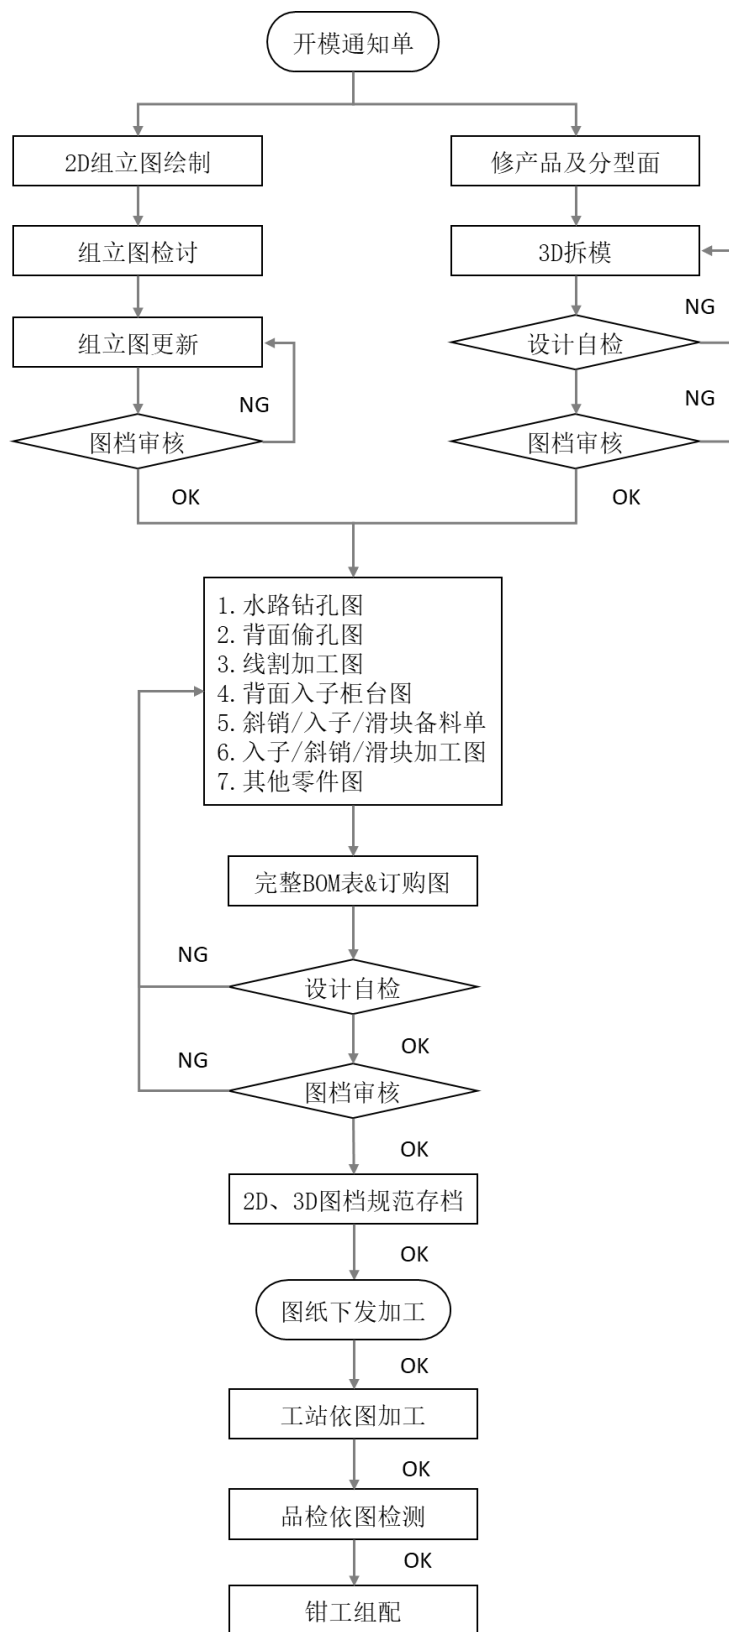 开模通知单
2D组立图绘制
修产品及分型面
组立图检讨
3D拆模
NG
组立图更新
设计自检
NG
NG
图档审核
图档审核
OK
OK
1.水路钻孔图
2.背面偷孔图
3.线割加工图
4.背面入子柜台图
5.斜销/入子/滑块备料单
6.入子/斜销/滑块加工图
7.其他零件图
完整BOM表&订购图
NG
设计自检
OK
NG
图档审核
OK
2D、3D图档规范存档
OK
图纸下发加工
OK
工站依图加工
OK
品检依图检测
OK
钳工组配